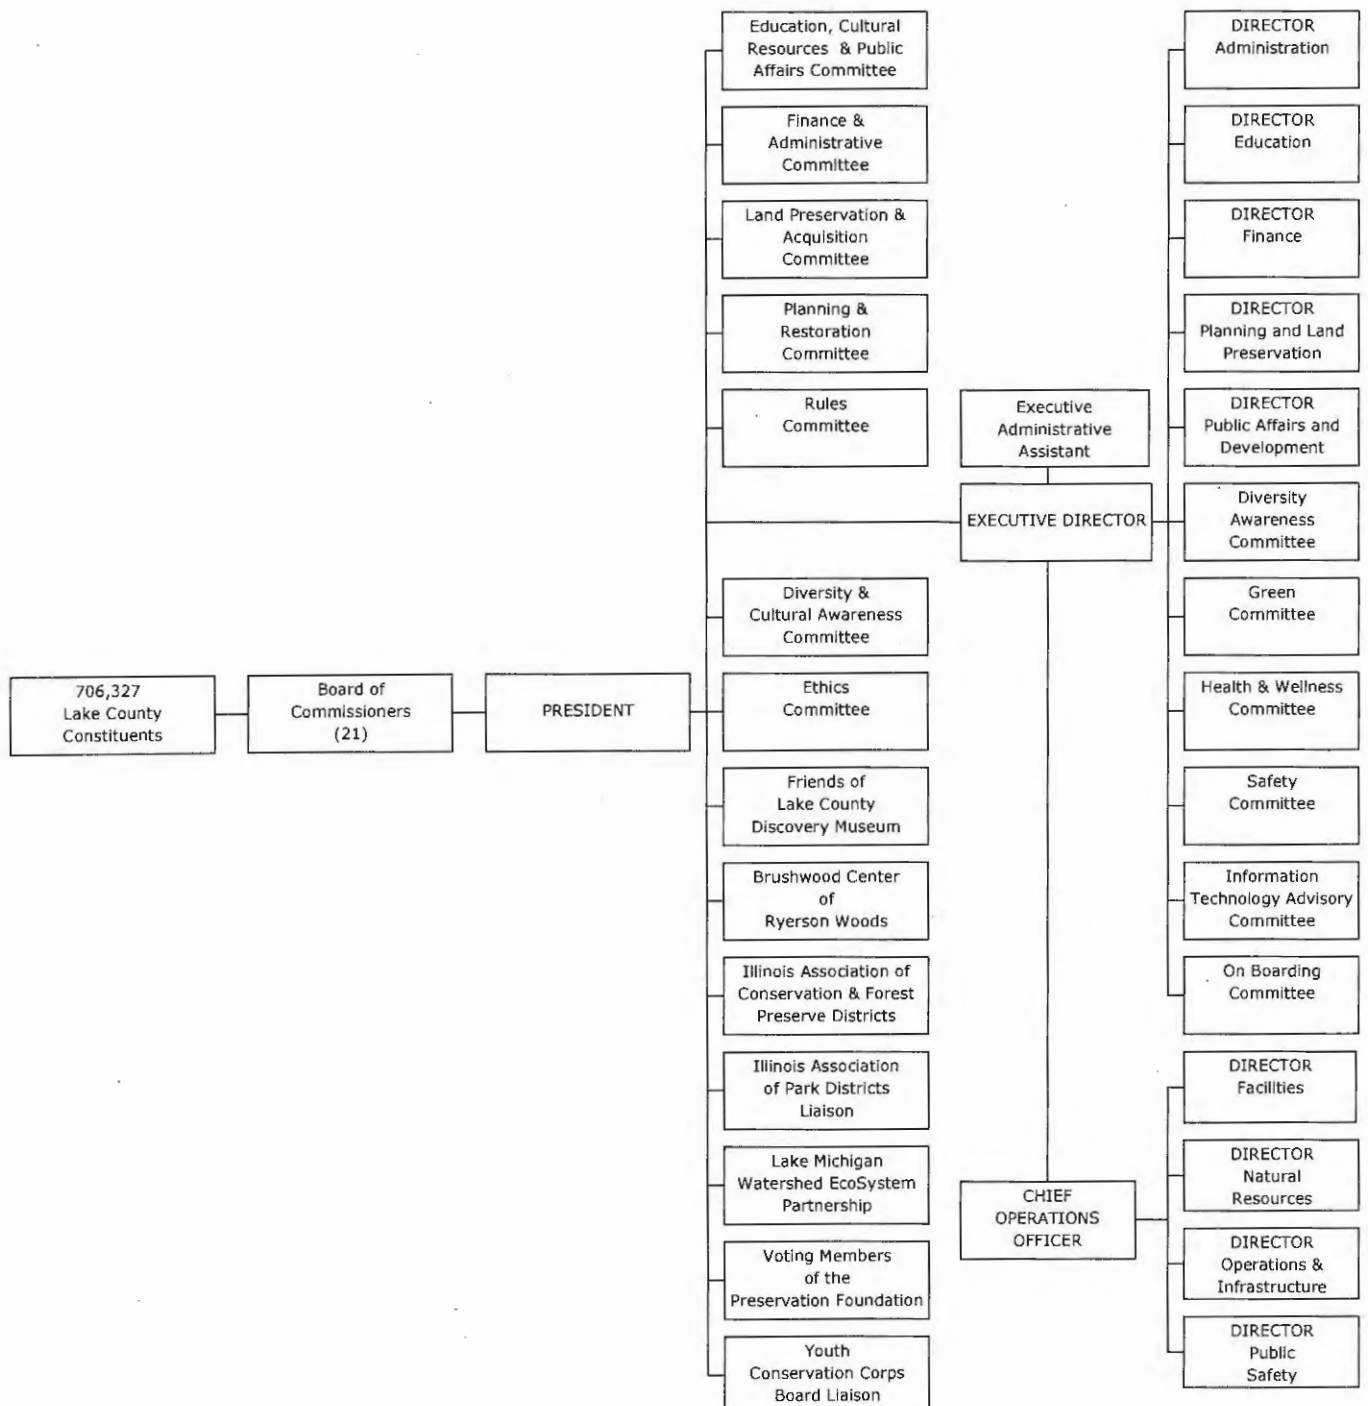 706,327
Lake County
Constituents
Board of
Commissioners
(21)
PRESIDENT
Education, Cultural
Resources & Public
Affairs Committee
Finance &
Administrative
Committee
Land Preservation &
Acquisition
Committee
Planning &
Restoration
Committee
Rules
Committee
Diversity &
Cultural Awareness
Committee
Ethics
Committee
Friends of
Lake County
Discovery Museum
Brushwood Center
of
Ryerson Woods
Illinois Association of
Conservation & Forest
Preserve Districts
Illinois Association
of Park Districts
Liaison
Lake Michigan
Watershed EcoSystem
Partnership
Voting Members
of the
Preservation Foundation
Youth
Conservation Corps
Board Liaison
Executive
Administrative
Assistant
EXECUTIVE DIRECTOR
CHIEF
OPERATIONS
OFFICER
DIRECTOR
Administration
DIRECTOR
Education
DIRECTOR
Finance
DIRECTOR
Planning and Land
Preservation
DIRECTOR
Public Affairs and
Development
Diversity
Awareness
Committee
Green
Committee
Health & Wellness
Committee
Safety
Committee
Information
Technology Advisory
Committee
On Boarding
Committee
DIRECTOR
Facilities
DIRECTOR
Natural
Resources
DIRECTOR
Operations &
Infrastructure
DIRECTOR
Public
Safety